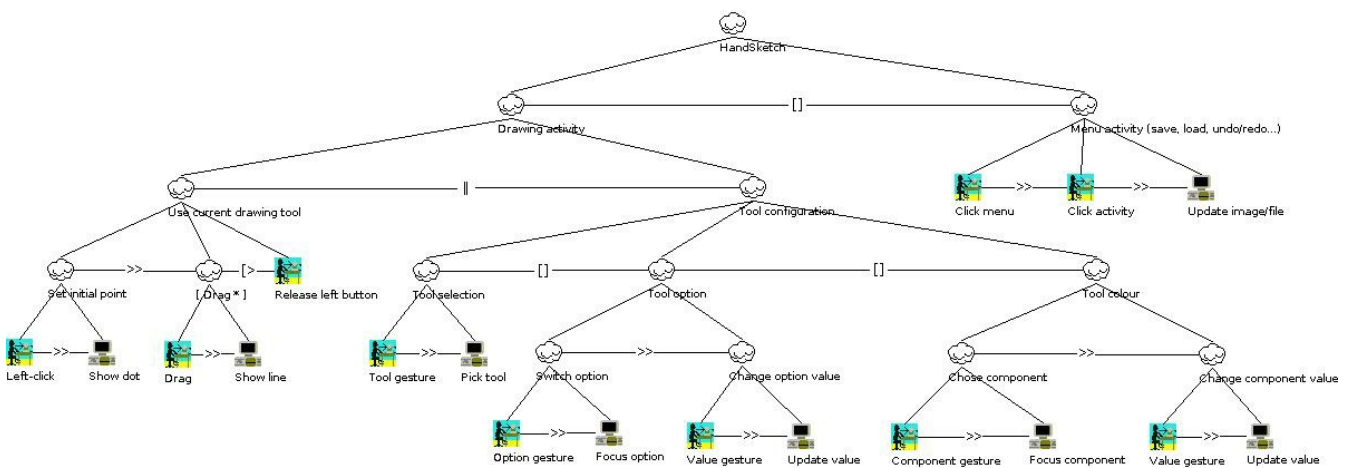 HandSketch
[]
Drawing activity
Menu activity (save, load, undo/redo...)
||
>>
>>
Use current drawing tool
Tool configuration
Click menu
Click activity
Update image/file
>>
[>
[]
[]
Set initial point
[ Drag * ]
Release left button
Tool selection
Tool option
Tool colour
>>
>>
>>
>>
>>
Left-click
Show dot
Drag
Show line
Tool gesture
Pick tool
Switch option
Change option value
Chose component
Change component value
>>
>>
>>
>>
Option gesture
Focus option
Value gesture
Update value
Component gesture
Focus component
Value gesture
Update value